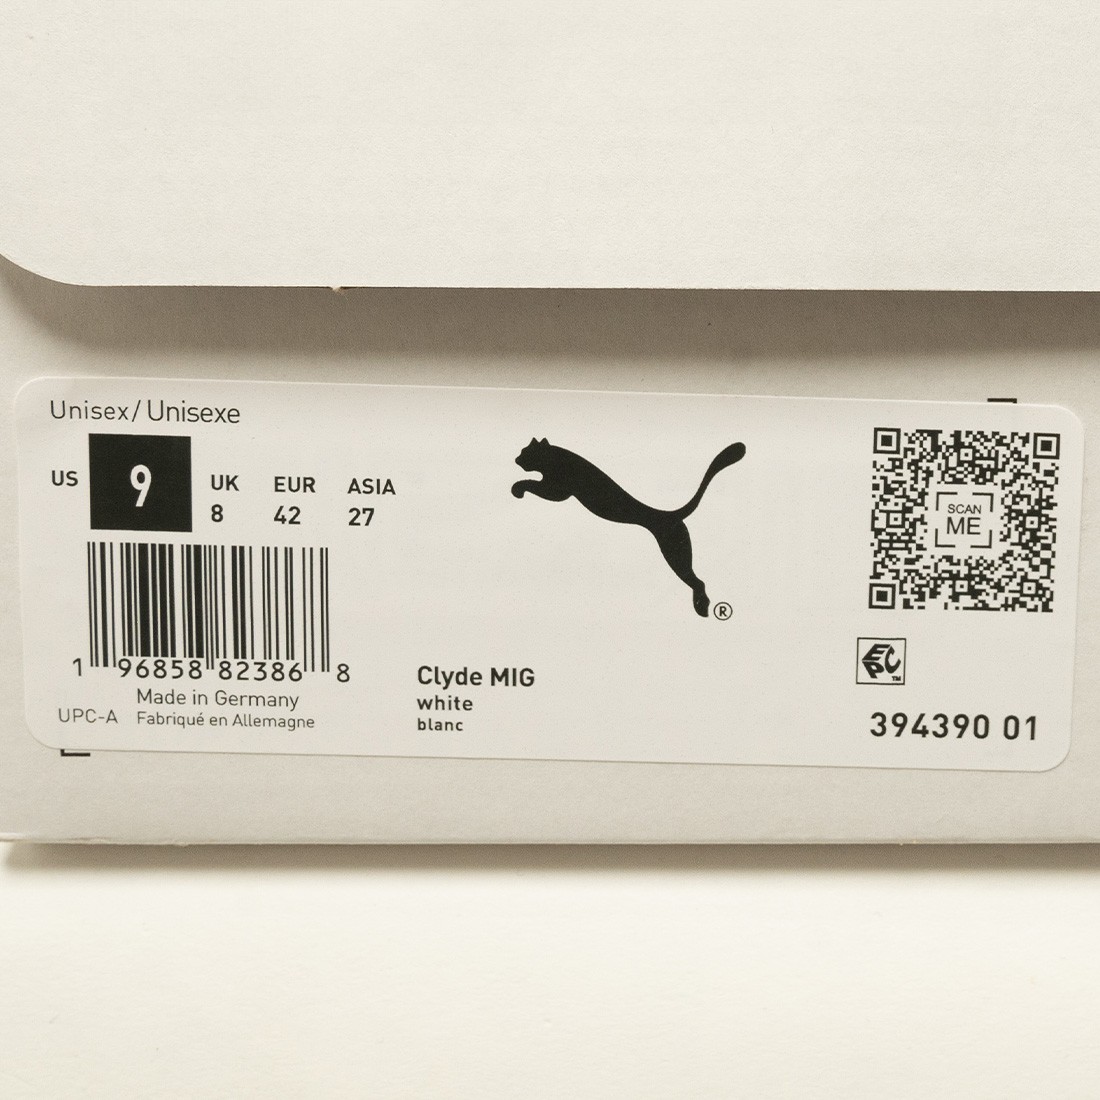 Unisex/Unisexe
US 9 UK EUR ASIA
8 42 27
SCAN
ME
®
1 96858 82386 8
Made in Germany
UPC-A Fabriqué en Allemagne
Clyde MIG
white
blanc
EPC™
394390 01